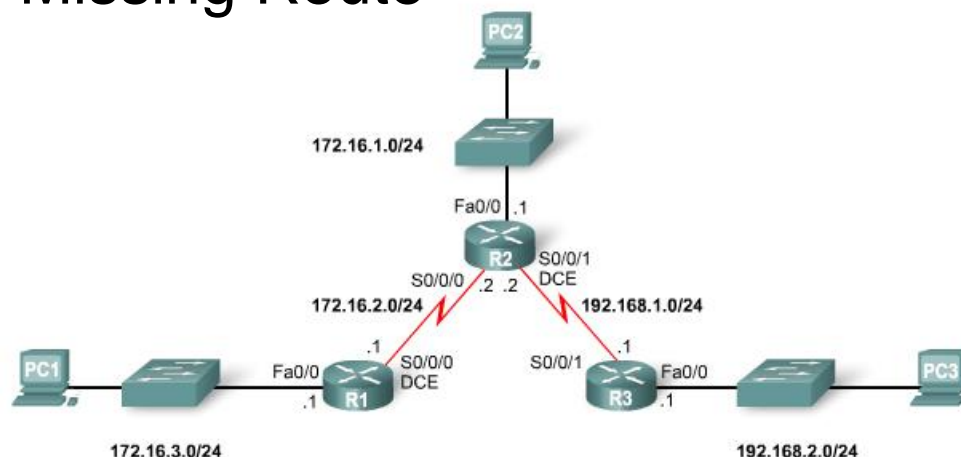 Missing Route
PC2
172.16.1.0/24
Fa0/0 .1
R2
S0/0/1
DCE
S0/0/0 .2 .2
172.16.2.0/24
192.168.1.0/24
.1
S0/0/0
DCE
S0/0/1
.1
PC1
Fa0/0
.1
R1
R3
Fa0/0
.1
PC3
172.16.3.0/24
192.168.2.0/24